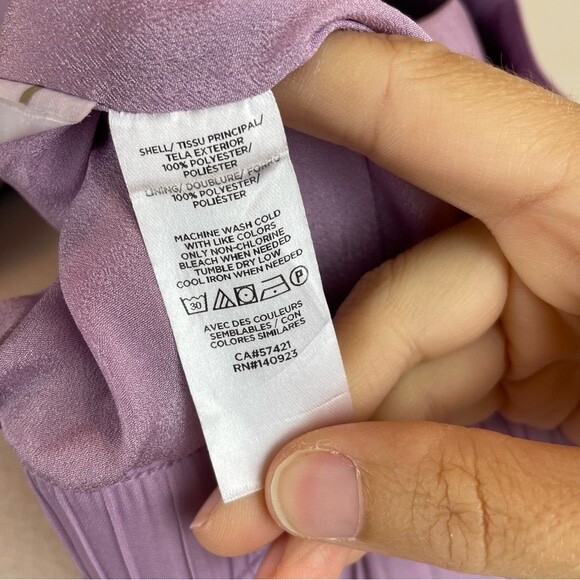 SHELL/ TISSU PRINCIPAL/
TELA EXTERIOR
100% POLYESTER/
POLIÉSTER
LINING/ DOUBLURE/ FORRO
100% POLYESTER/
POLIÉSTER
MACHINE WASH COLD
WITH LIKE COLORS
ONLY NON-CHLORINE
BLEACH WHEN NEEDED
TUMBLE DRY LOW
COOL IRON WHEN NEEDED
30 P
AVEC DES COULEURS
SEMBLABLES / CON
COLORES SIMILARES
CA#57421
RN#140923